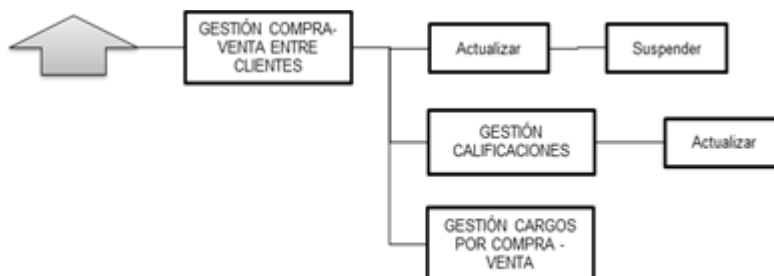 GESTIÓN COMPRA-
VENTA ENTRE
CLIENTES
Actualizar
Suspender
GESTIÓN
CALIFICACIONES
Actualizar
GESTIÓN CARGOS
POR COMPRA -
VENTA